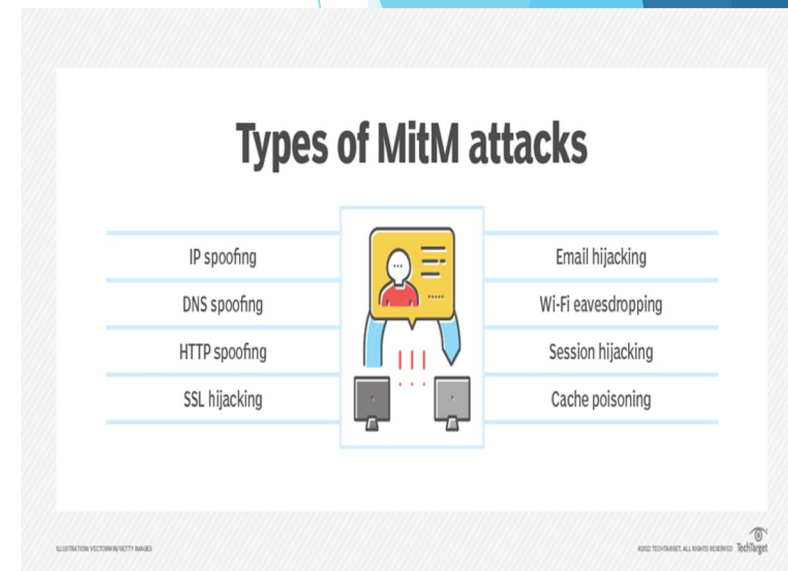 Types of MitM attacks
IP spoofing
DNS spoofing
HTTP spoofing
SSL hijacking
Email hijacking
Wi-Fi eavesdropping
Session hijacking
Cache poisoning
ILLUSTRATION: VECTORWIN/GETTY IMAGES
©2022 TECHTARGET. ALL RIGHTS RESERVED TechTarget